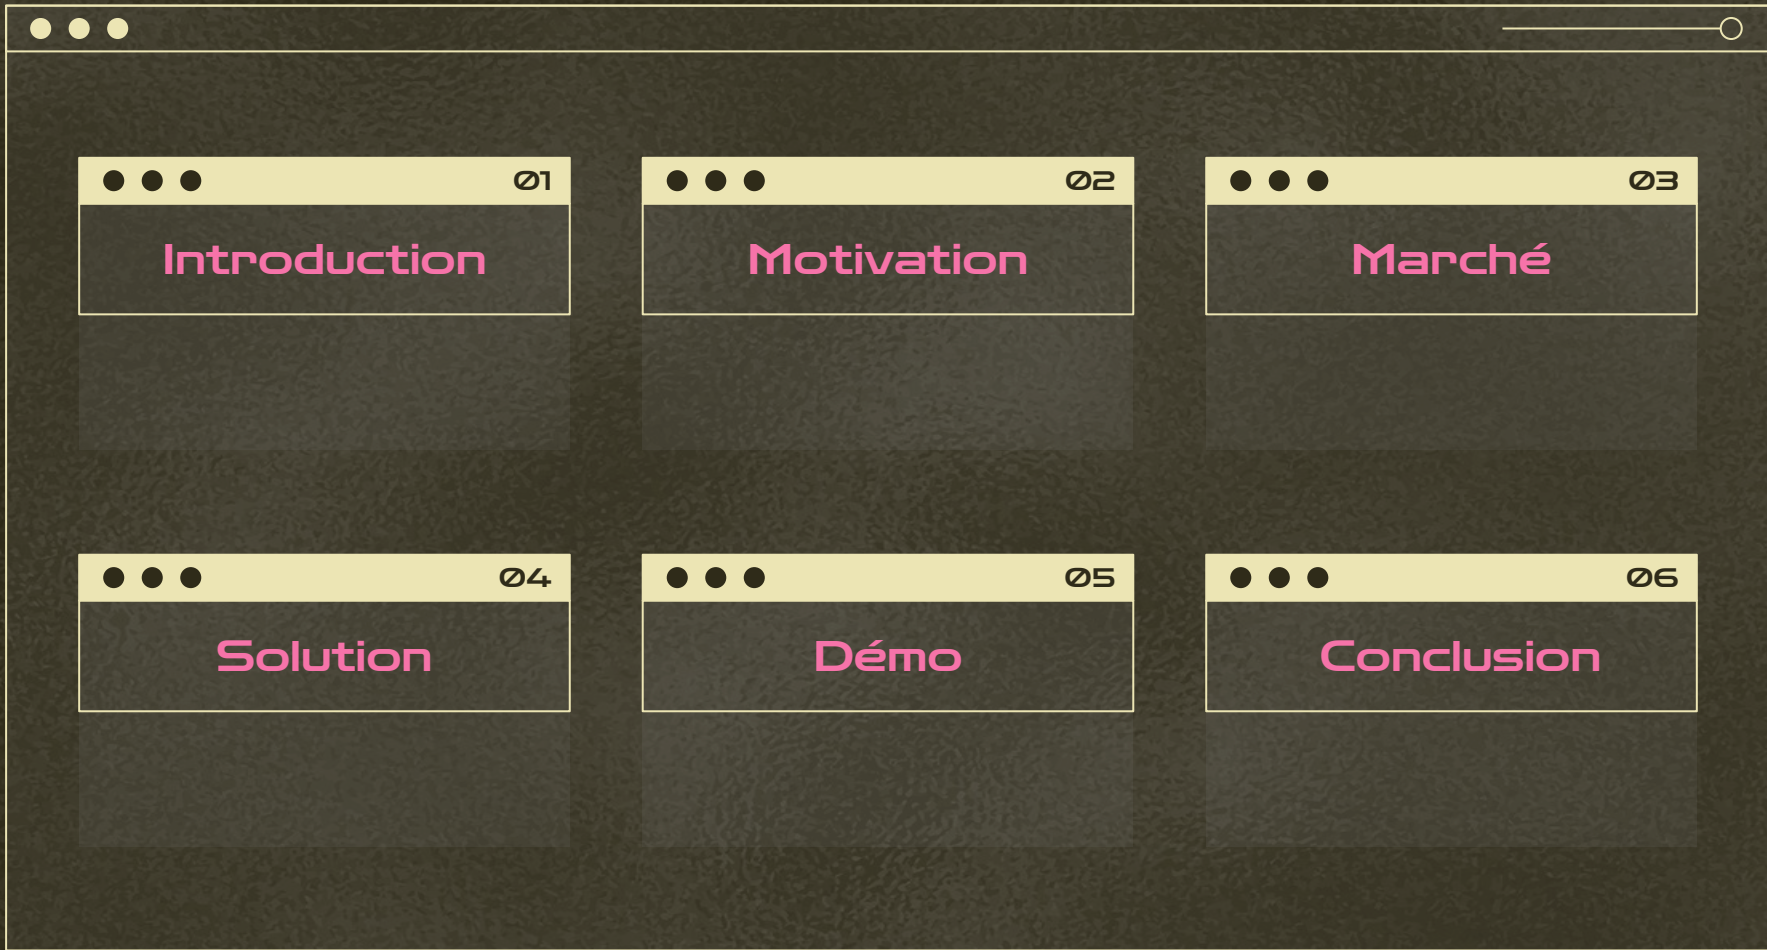 01
Introduction
02
Motivation
03
Marché
04
Solution
05
Démo
06
Conclusion